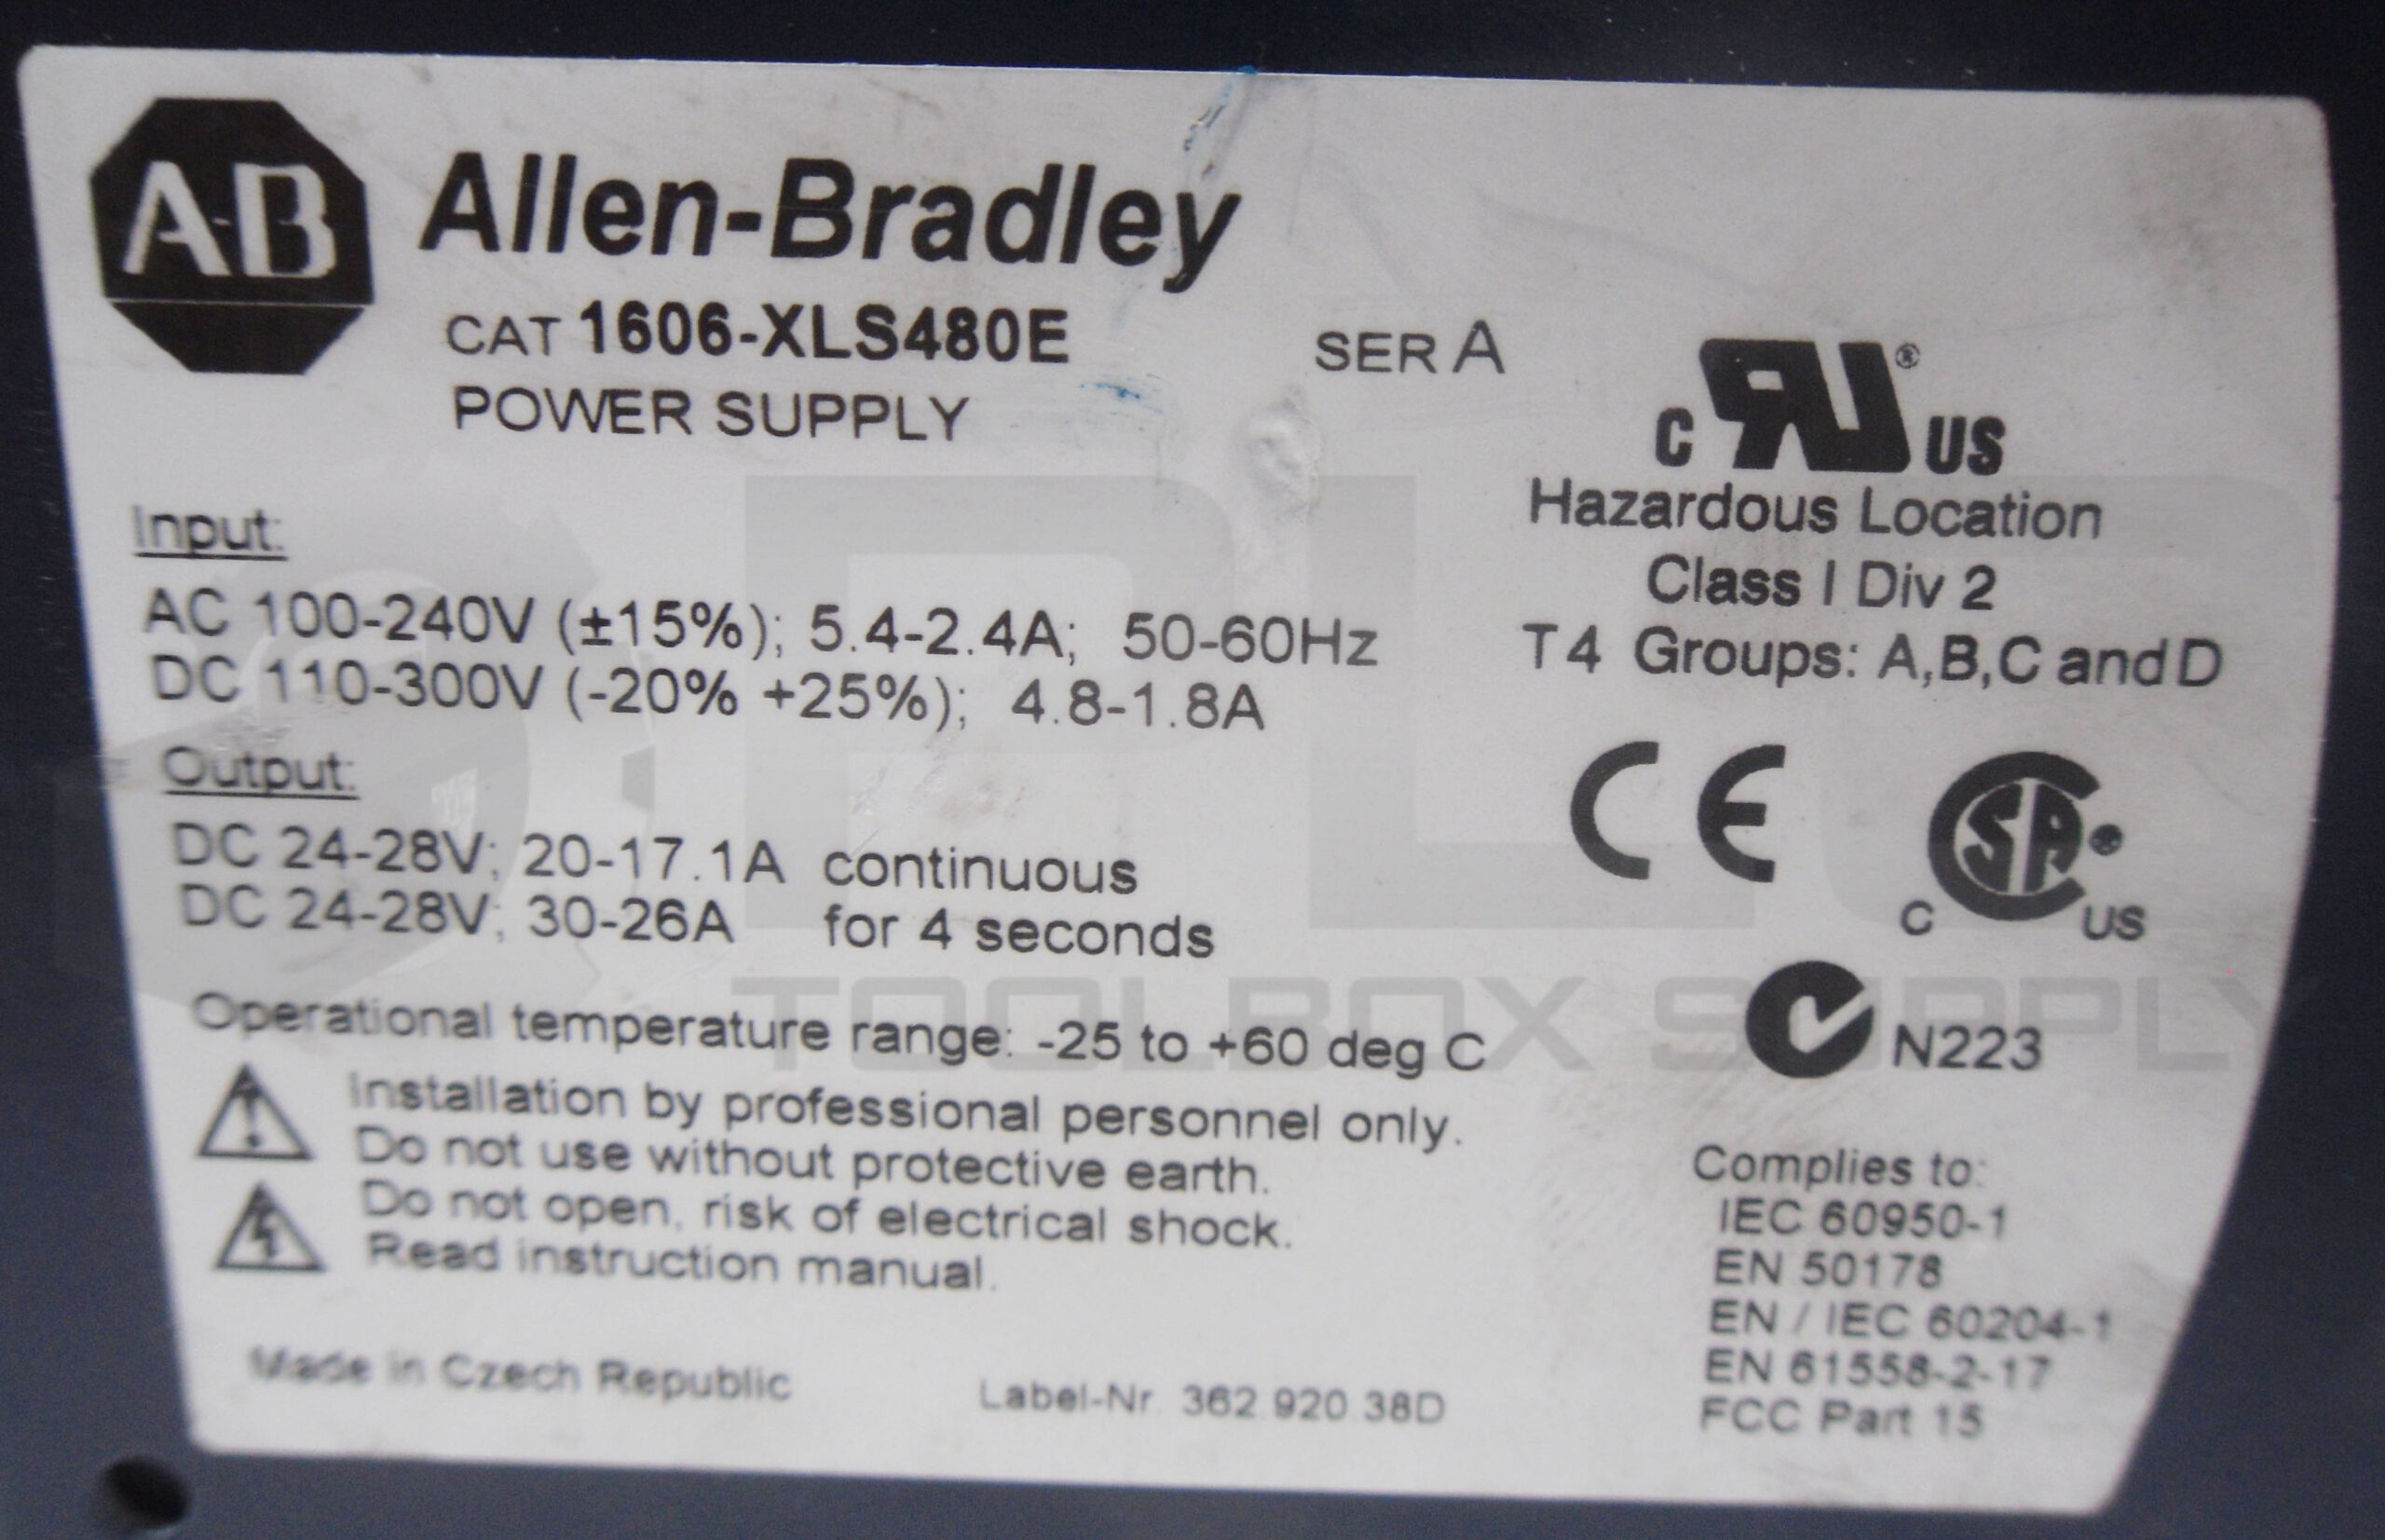 AB Allen-Bradley
CAT 1606-XLS480E SER A
POWER SUPPLY
Input:
AC 100-240V (±15%); 5.4-2.4A; 50-60Hz
DC 110-300V (-20% +25%); 4.8-1.8A
Output:
DC 24-28V; 20-17.1A continuous
DC 24-28V; 30-26A for 4 seconds
Operational temperature range: -25 to +60 deg C
Installation by professional personnel only.
Do not use without protective earth.
Do not open, risk of electrical shock.
Read instruction manual.
Made in Czech Republic
Label-Nr. 362 920 38D
C RU ® US
Hazardous Location
Class I Div 2
T4 Groups: A,B,C and D
CE
C SA ® US
N223
Complies to:
IEC 60950-1
EN 50178
EN / IEC 60204-1
EN 61558-2-17
FCC Part 15
PLC
TOOLBOX SUPPLY